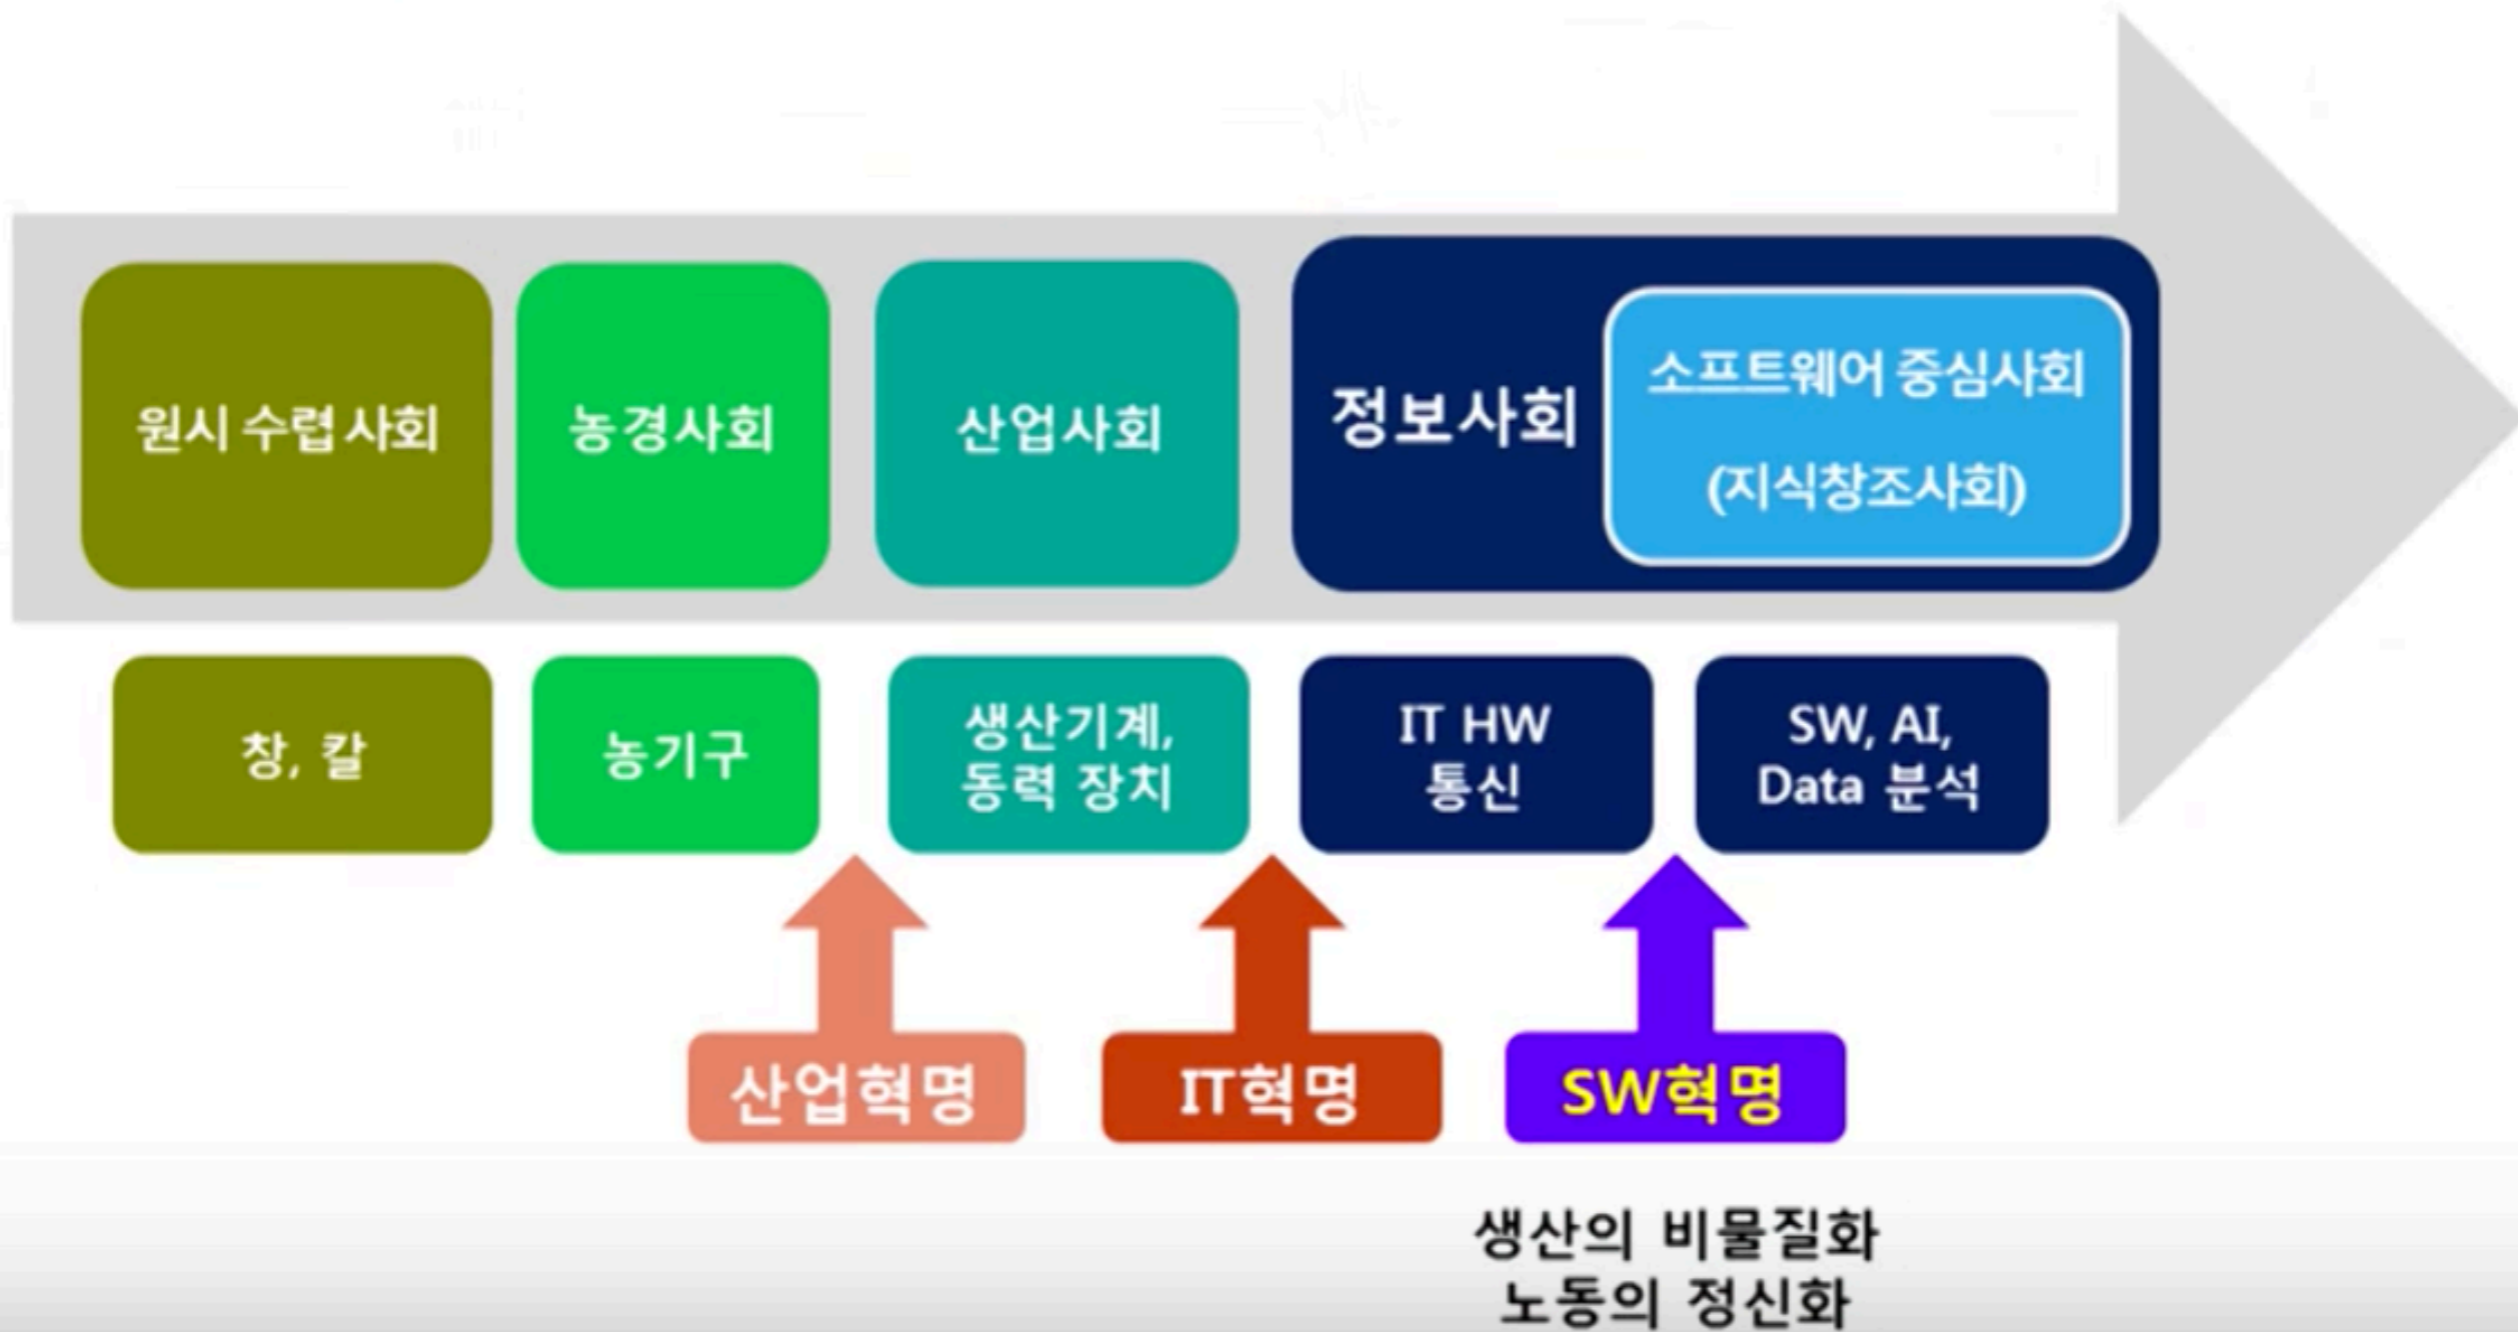 원시 수렵 사회
농경사회
산업사회
정보사회
소프트웨어 중심사회
(지식창조사회)
창, 칼
농기구
생산기계,
동력 장치
IT HW
통신
SW, AI,
Data 분석
산업혁명
IT혁명
SW혁명
생산의 비물질화
노동의 정신화